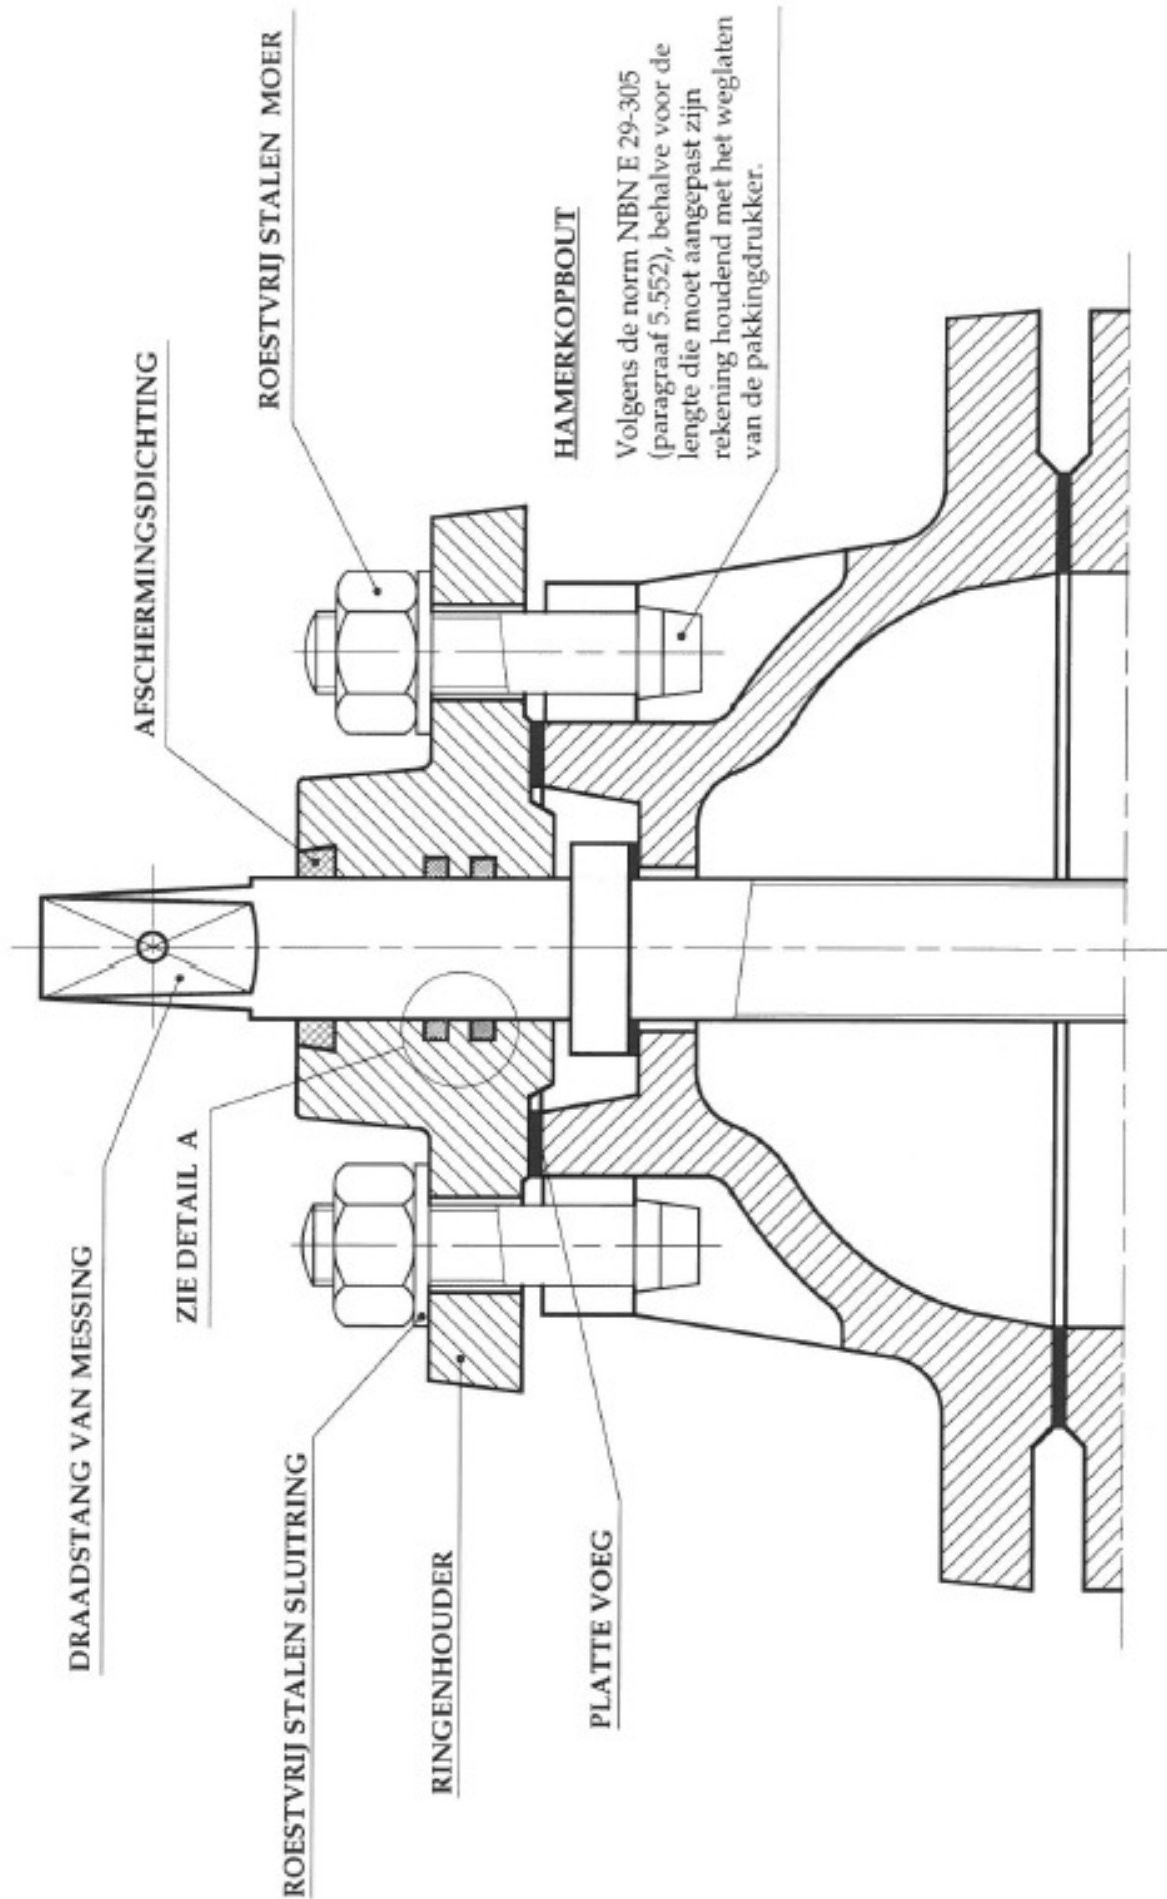 DRAADSTANG VAN MESSING
AFSCHERMINGSDICHTING
ZIE DETAIL A
ROESTVRIJ STALEN MOER
ROESTVRIJ STALEN SLUITRING
RINGENHOUDER
HAMERKOPBOUT
Volgens de norm NBN E 29-305
(paragraaf 5.552), behalve voor de
lengte die moet aangepast zijn
rekening houdend met het weglaten
van de pakkingdrukker.
PLATTE VOEG